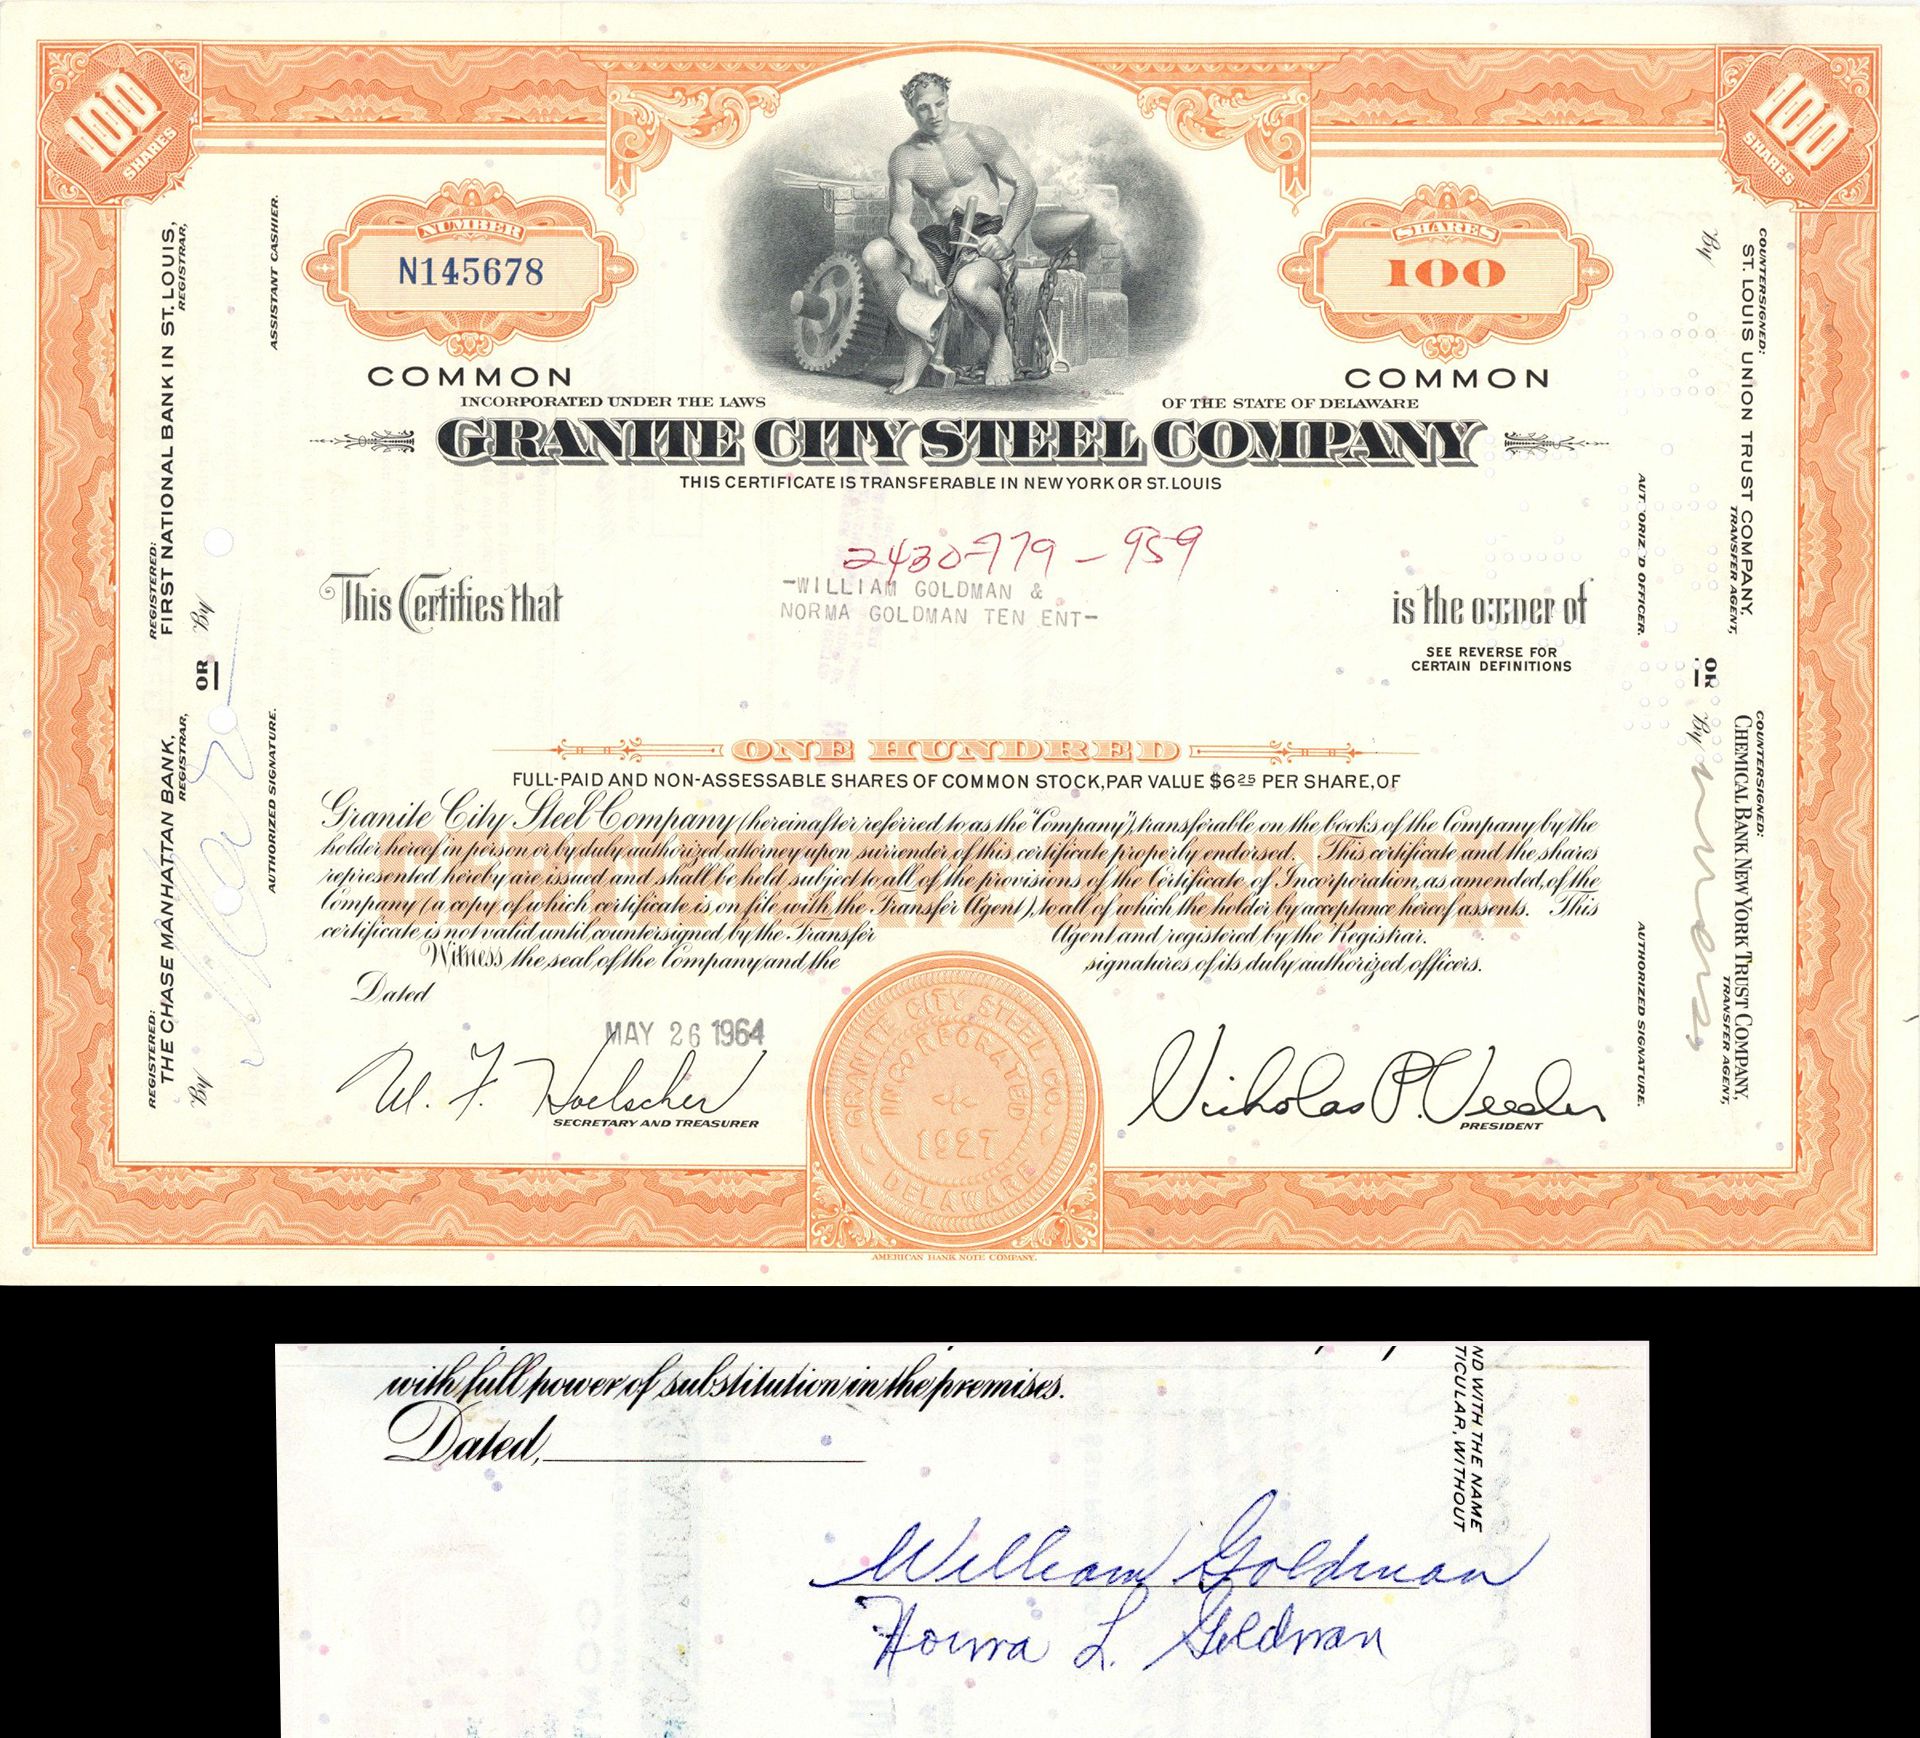 100
SHARES
100
SHARES
NUMBER
N145678
SHARES
100
COMMON
COMMON
INCORPORATED UNDER THE LAWS OF THE STATE OF DELAWARE
GRANITE CITY STEEL COMPANY
THIS CERTIFICATE IS TRANSFERABLE IN NEW YORK OR ST. LOUIS
2430-779-959
This Certifies that
-WILLIAM GOLDMAN &
NORMA GOLDMAN TEN ENT-
is the owner of
SEE REVERSE FOR
CERTAIN DEFINITIONS
ONE HUNDRED
FULL-PAID AND NON-ASSESSABLE SHARES OF COMMON STOCK, PAR VALUE $6.25 PER SHARE, OF
Granite City Steel Company (hereinafter referred to as the "Company"), transferable on the books of the Company by the
holder hereof in person or by duly authorized attorney upon surrender of this certificate properly endorsed. This certificate and the shares
represented hereby are issued and shall be held subject to all of the provisions of the Certificate of Incorporation, as amended, of the
Company (a copy of which certificate is on file with the Transfer Agent), to all of which the holder by acceptance hereof assents. This
certificate is not valid until countersigned by the Transfer Agent and registered by the Registrar.
Witness the seal of the Company and the signatures of its duly authorized officers.
Dated
MAY 26 1964
W. F. Hoelscher
SECRETARY AND TREASURER
GRANITE CITY STEEL CO.
INCORPORATED
1927
DELAWARE
Nicholas P. Veeder
PRESIDENT
AMERICAN BANK NOTE COMPANY.
REGISTERED:
FIRST NATIONAL BANK IN ST. LOUIS,
REGISTRAR,
By
ASSISTANT CASHIER.
OR
REGISTERED:
THE CHASE MANHATTAN BANK,
REGISTRAR,
By
AUTHORIZED SIGNATURE.
COUNTERSIGNED:
ST. LOUIS UNION TRUST COMPANY,
TRANSFER AGENT,
By
AUTHORIZED OFFICER.
OR
COUNTERSIGNED:
CHEMICAL BANK NEW YORK TRUST COMPANY,
TRANSFER AGENT,
By
AUTHORIZED SIGNATURE.
with full power of substitution in the premises.
Dated,
ND WITH THE NAME
TICULAR, WITHOUT
William Goldman
Norma L. Goldman